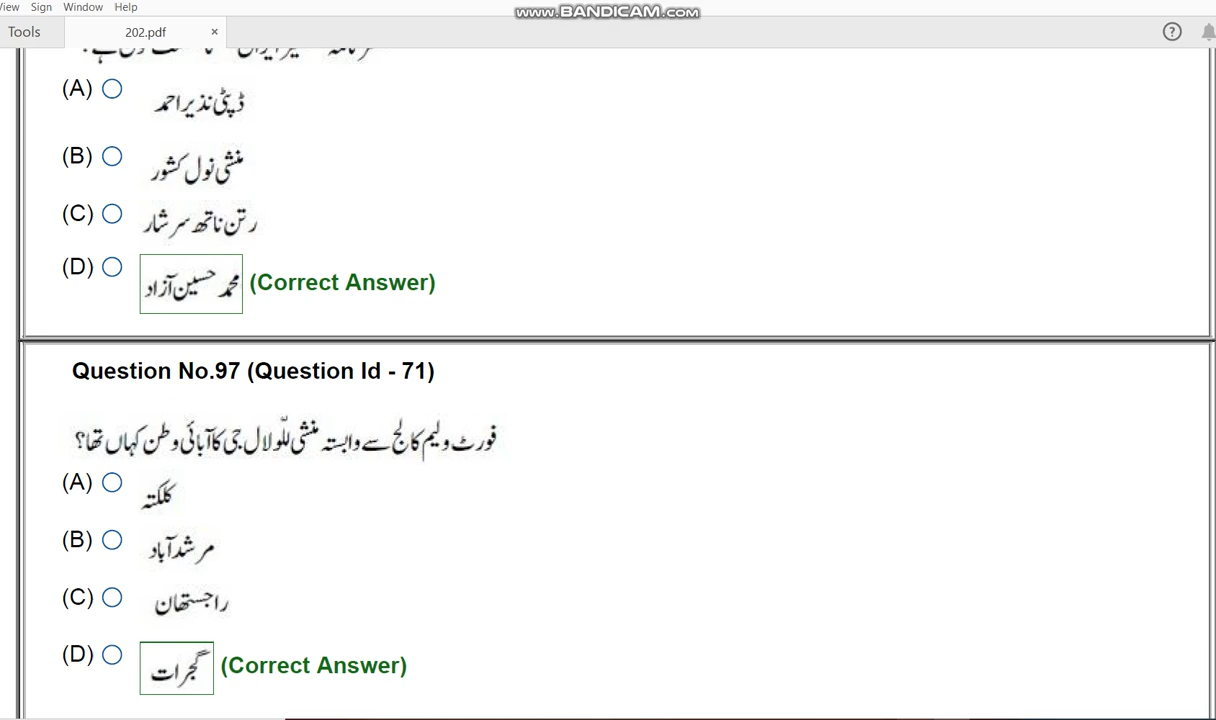 View Sign Window Help
www.BANDICAM.com
Tools 202.pdf × ?
(A) ڈپٹی نذیر احمد
(B) منشی نول کشور
(C) رتن ناتھ سرشار
(D) محمد حسین آزاد (Correct Answer)
Question No.97 (Question Id - 71)
فورٹ ولیم کالج سے وابستہ منشی للّو لال جی کا آبائی وطن کہاں تھا؟
(A) کلکتہ
(B) مرشد آباد
(C) راجستھان
(D) گجرات (Correct Answer)